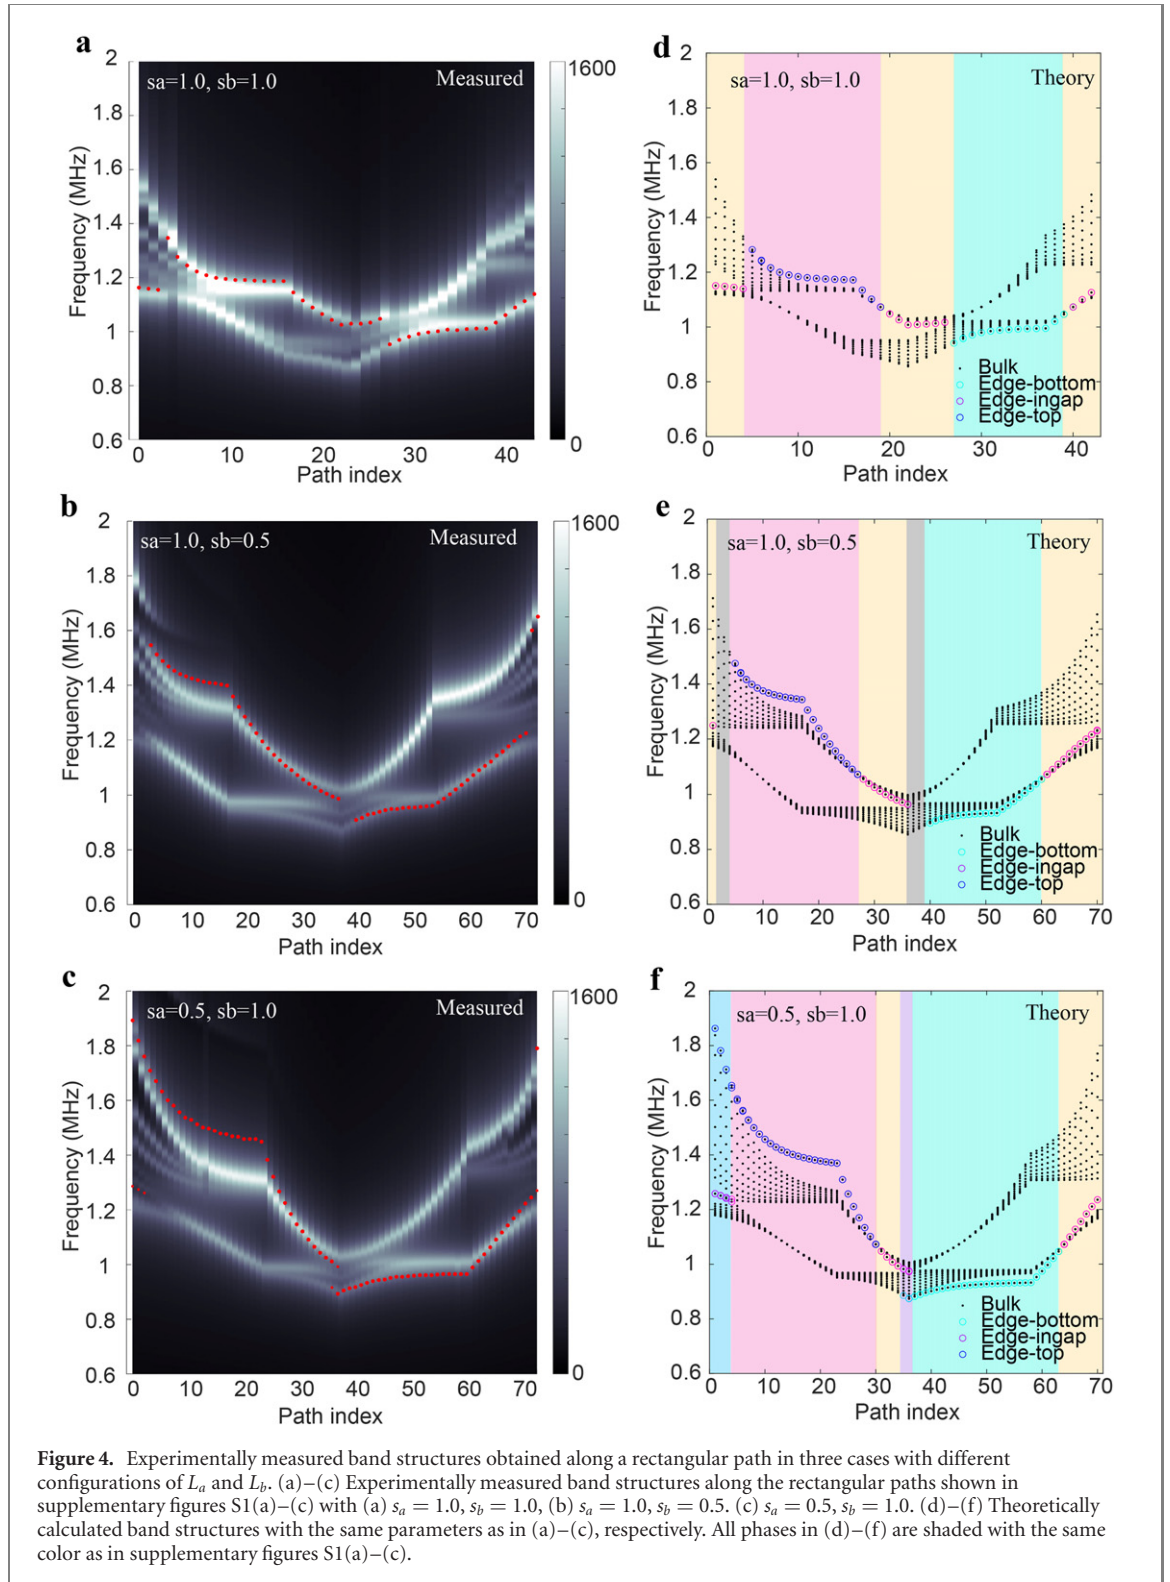 a
sa=1.0, sb=1.0
Measured
Frequency (MHz)
2
1.8
1.6
1.4
1.2
1
0.8
0.6
0 10 20 30 40
Path index
1600
0
d
sa=1.0, sb=1.0
Theory
Frequency (MHz)
2
1.8
1.6
1.4
1.2
1
0.8
0.6
0 10 20 30 40
Path index
Bulk
Edge-bottom
Edge-ingap
Edge-top
b
sa=1.0, sb=0.5
Measured
Frequency (MHz)
2
1.8
1.6
1.4
1.2
1
0.8
0.6
0 10 20 30 40 50 60 70
Path index
1600
0
e
sa=1.0, sb=0.5
Theory
Frequency (MHz)
2
1.8
1.6
1.4
1.2
1
0.8
0.6
0 10 20 30 40 50 60 70
Path index
Bulk
Edge-bottom
Edge-ingap
Edge-top
c
sa=0.5, sb=1.0
Measured
Frequency (MHz)
2
1.8
1.6
1.4
1.2
1
0.8
0.6
0 10 20 30 40 50 60 70
Path index
1600
0
f
sa=0.5, sb=1.0
Theory
Frequency (MHz)
2
1.8
1.6
1.4
1.2
1
0.8
0.6
0 10 20 30 40 50 60 70
Path index
Bulk
Edge-bottom
Edge-ingap
Edge-top
Figure 4. Experimentally measured band structures obtained along a rectangular path in three cases with different
configurations of La and Lb. (a)–(c) Experimentally measured band structures along the rectangular paths shown in
supplementary figures S1(a)–(c) with (a) sa = 1.0, sb = 1.0, (b) sa = 1.0, sb = 0.5. (c) sa = 0.5, sb = 1.0. (d)–(f) Theoretically
calculated band structures with the same parameters as in (a)–(c), respectively. All phases in (d)–(f) are shaded with the same
color as in supplementary figures S1(a)–(c).